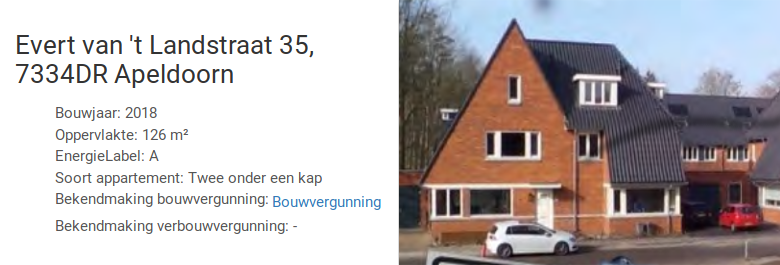 Evert van 't Landstraat 35,
7334DR Apeldoorn
Bouwjaar: 2018
Oppervlakte: 126 m²
EnergieLabel: A
Soort appartement: Twee onder een kap
Bekendmaking bouwvergunning: Bouwvergunning
Bekendmaking verbouwvergunning: -